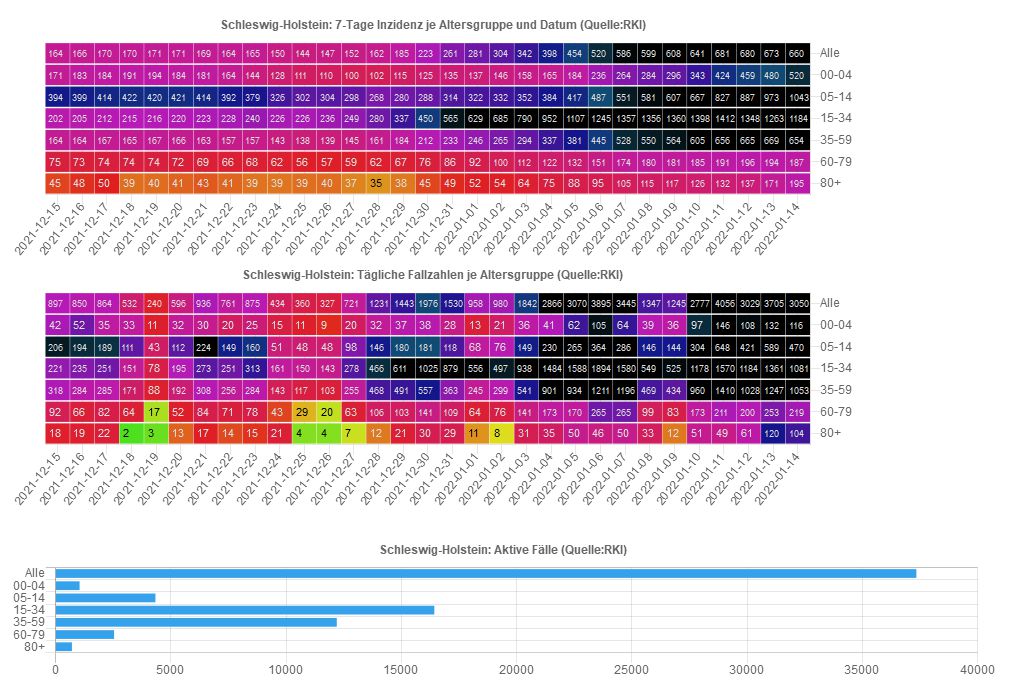 Schleswig-Holstein: 7-Tage Inzidenz je Altersgruppe und Datum (Quelle:RKI)
164 166 170 170 171 171 169 164 165 150 144 147 152 162 185 223 261 281 304 342 398 454 520 586 599 608 641 681 680 673 660 Alle
171 183 184 191 194 184 181 164 144 128 111 110 100 102 115 125 135 137 146 158 165 184 236 264 284 296 343 424 459 480 520 00-04
394 399 414 422 420 421 414 392 379 326 302 304 298 268 280 288 314 322 332 352 384 417 487 551 581 607 667 827 887 973 1043 05-14
202 205 212 215 216 220 223 228 240 226 226 236 249 280 337 450 565 629 685 790 952 1107 1245 1357 1356 1360 1398 1412 1348 1263 1184 15-34
164 164 167 165 167 166 163 157 157 143 138 139 145 161 184 212 233 246 265 294 337 381 445 528 550 564 605 656 665 669 654 35-59
75 73 74 74 74 72 69 66 68 62 56 57 59 62 67 76 86 92 100 112 122 132 151 174 180 181 185 191 196 194 187 60-79
45 48 50 39 40 41 43 41 39 39 39 40 37 35 38 45 49 52 54 64 75 88 95 105 115 117 126 132 137 171 195 80+
2021-12-15 2021-12-16 2021-12-17 2021-12-18 2021-12-19 2021-12-20 2021-12-21 2021-12-22 2021-12-23 2021-12-24 2021-12-25 2021-12-26 2021-12-27 2021-12-28 2021-12-29 2021-12-30 2021-12-31 2022-01-01 2022-01-02 2022-01-03 2022-01-04 2022-01-05 2022-01-06 2022-01-07 2022-01-08 2022-01-09 2022-01-10 2022-01-11 2022-01-12 2022-01-13 2022-01-14
Schleswig-Holstein: Tägliche Fallzahlen je Altersgruppe (Quelle:RKI)
897 850 864 532 240 596 936 761 875 434 360 327 721 1231 1443 1976 1530 958 980 1842 2866 3070 3895 3445 1347 1245 2777 4056 3029 3705 3050 Alle
42 52 35 33 11 32 30 20 25 15 11 9 20 32 37 38 28 13 21 36 41 62 105 64 39 36 97 146 108 132 116 00-04
206 194 189 111 43 112 224 149 160 51 48 48 98 146 180 181 118 68 76 149 230 265 364 286 146 144 304 648 421 589 470 05-14
221 235 251 151 78 195 273 251 313 161 150 143 278 466 611 1025 879 556 497 938 1484 1588 1894 1580 549 525 1178 1570 1184 1361 1081 15-34
318 284 285 171 88 192 308 256 284 143 117 103 255 468 491 557 363 245 299 541 901 934 1211 1196 469 434 960 1410 1028 1247 1053 35-59
92 66 82 64 17 52 84 71 78 43 29 20 63 106 103 141 109 64 76 141 173 170 265 265 99 83 173 211 200 253 219 60-79
18 19 22 2 3 13 17 14 15 21 4 4 7 12 21 30 29 11 8 31 35 50 46 50 33 12 51 49 61 120 104 80+
2021-12-15 2021-12-16 2021-12-17 2021-12-18 2021-12-19 2021-12-20 2021-12-21 2021-12-22 2021-12-23 2021-12-24 2021-12-25 2021-12-26 2021-12-27 2021-12-28 2021-12-29 2021-12-30 2021-12-31 2022-01-01 2022-01-02 2022-01-03 2022-01-04 2022-01-05 2022-01-06 2022-01-07 2022-01-08 2022-01-09 2022-01-10 2022-01-11 2022-01-12 2022-01-13 2022-01-14
Schleswig-Holstein: Aktive Fälle (Quelle:RKI)
Alle
00-04
05-14
15-34
35-59
60-79
80+
0 5000 10000 15000 20000 25000 30000 35000 40000